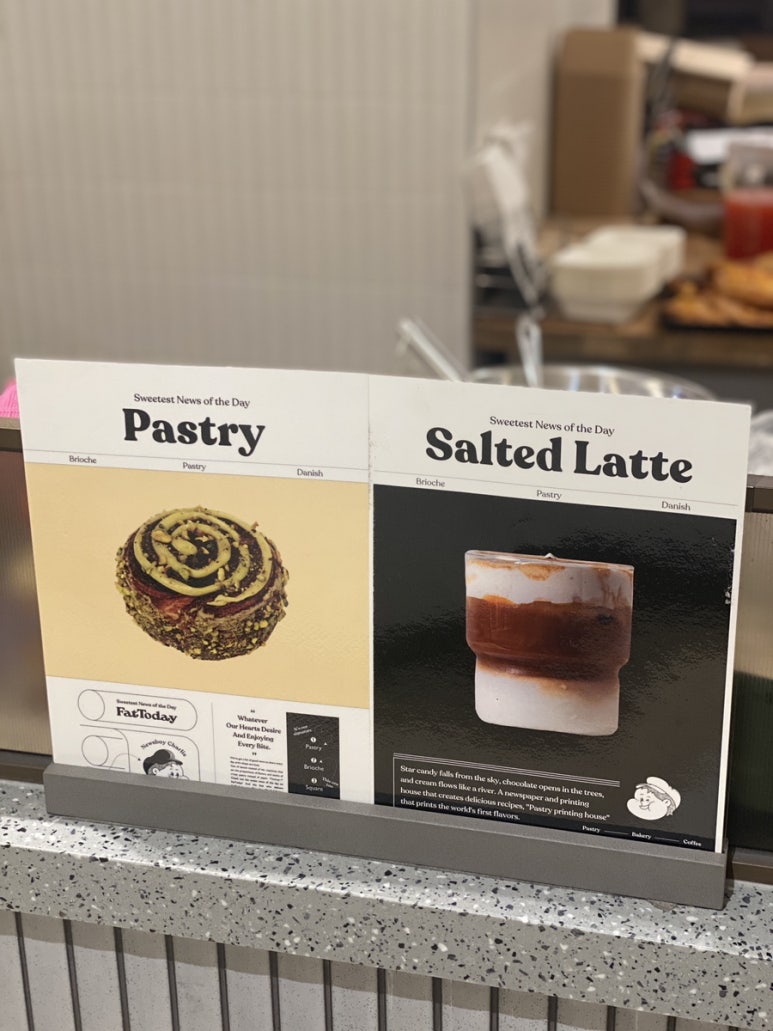 Sweetest News of the Day
Pastry
Brioche
Pastry
Danish
Sweetest News of the Day
FatToday
Newsboy Charlie
"
Whatever
Our Hearts Desire
And Enjoying
Every Bite.
"
Pastry
Brioche
Square
Sweetest News of the Day
Salted Latte
Brioche
Pastry
Danish
Star candy falls from the sky, chocolate opens in the trees,
and cream flows like a river. A newspaper and printing
house that creates delicious recipes, "Pastry printing house"
that prints the world's first flavors.
Pastry
Bakery
Coffee